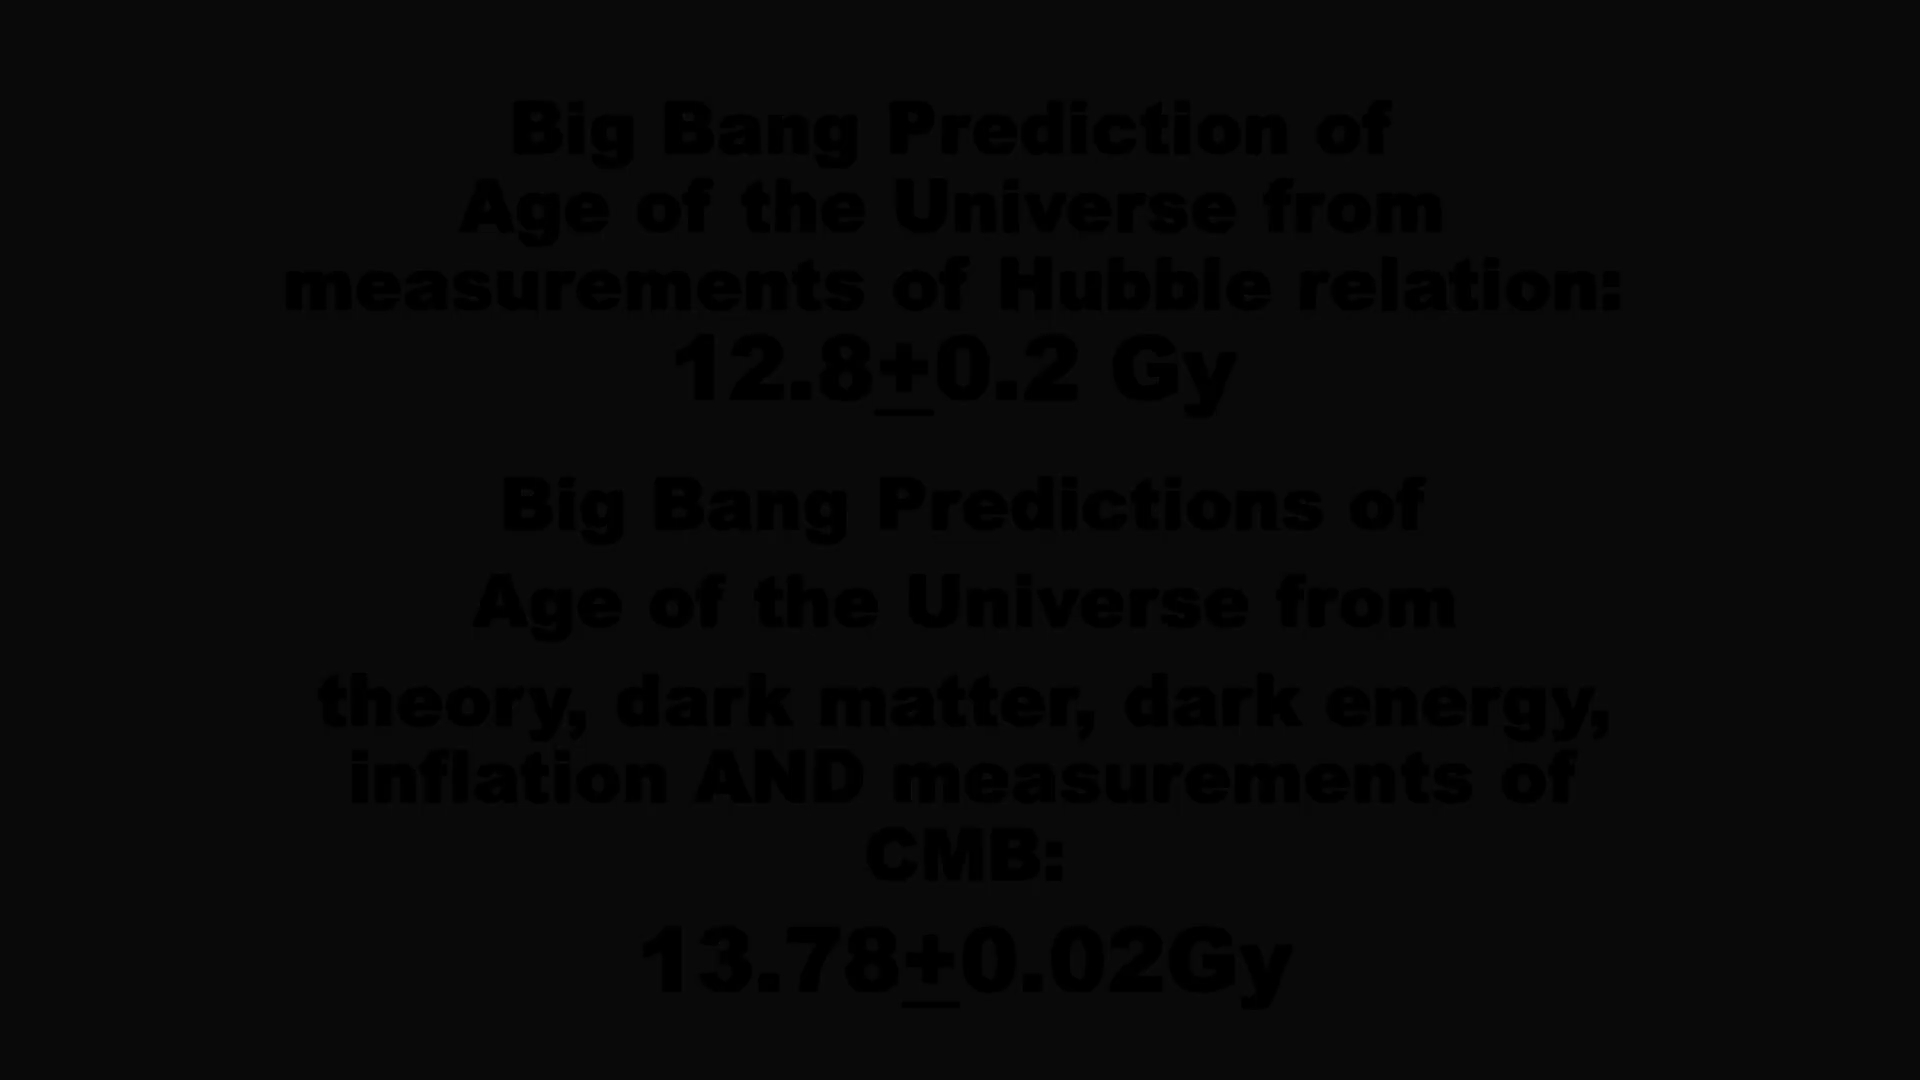 Big Bang Prediction of
Age of the Universe from
measurements of Hubble relation:
12.8±0.2 Gy
Big Bang Predictions of
Age of the Universe from
theory, dark matter, dark energy,
inflation AND measurements of
CMB:
13.78±0.02Gy